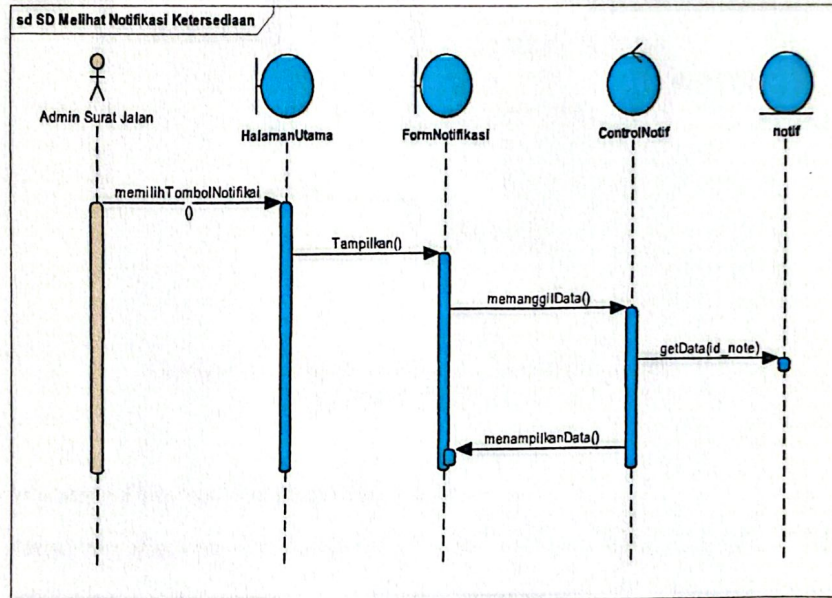 sd SD Melihat Notifikasi Ketersediaan
Admin Surat Jalan
HalamanUtama
FormNotifikasi
ControlNotif
notif
memilihTombolNotifikai
()
Tampilkan()
memanggilData()
getData(id_note)
menampilkanData()